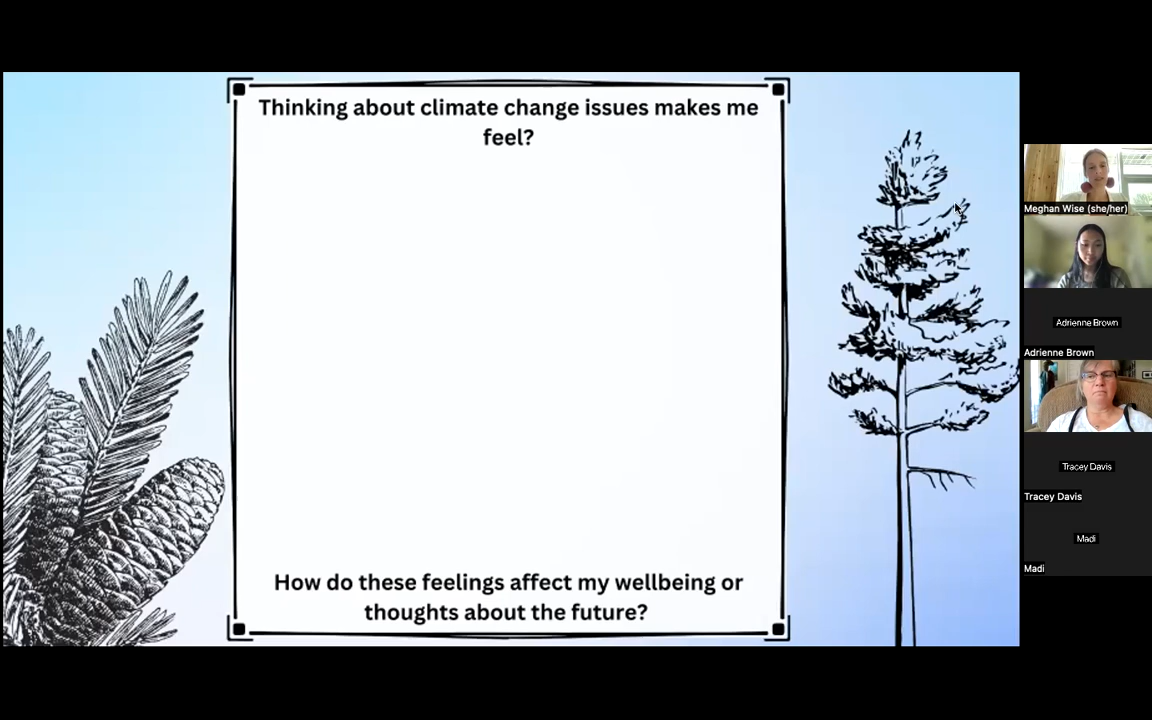 Thinking about climate change issues makes me
feel?
How do these feelings affect my wellbeing or
thoughts about the future?
Meghan Wise (she/her)
Adrienne Brown
Adrienne Brown
Tracey Davis
Tracey Davis
Madi
Madi